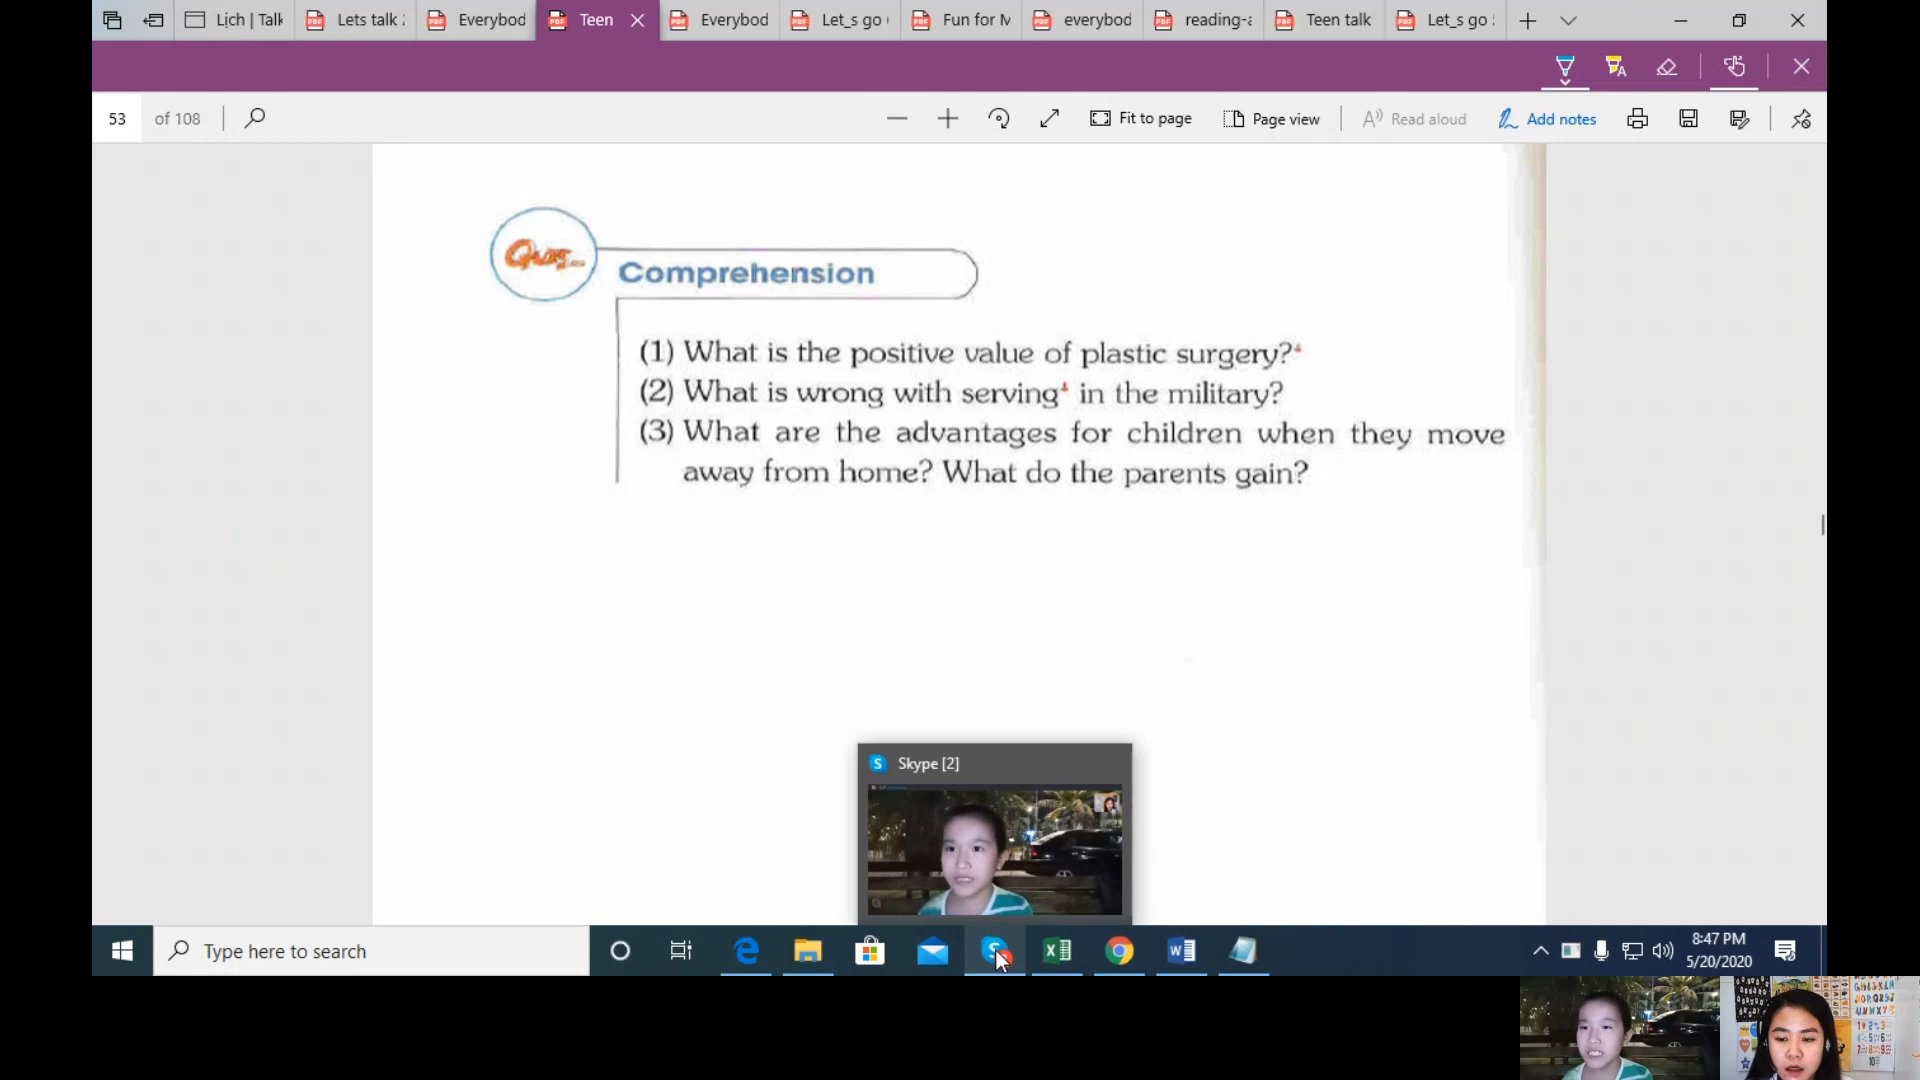 Lịch | Talk
Lets talk 2
Everybod
Teen
Everybod
Let_s go
Fun for M
everybod
reading-a
Teen talk
Let_s go
53 of 108
Fit to page
Page view
Read aloud
Add notes
Quiz
Comprehension
(1) What is the positive value of plastic surgery?
(2) What is wrong with serving in the military?
(3) What are the advantages for children when they move
away from home? What do the parents gain?
Skype [2]
Type here to search
8:47 PM
5/20/2020